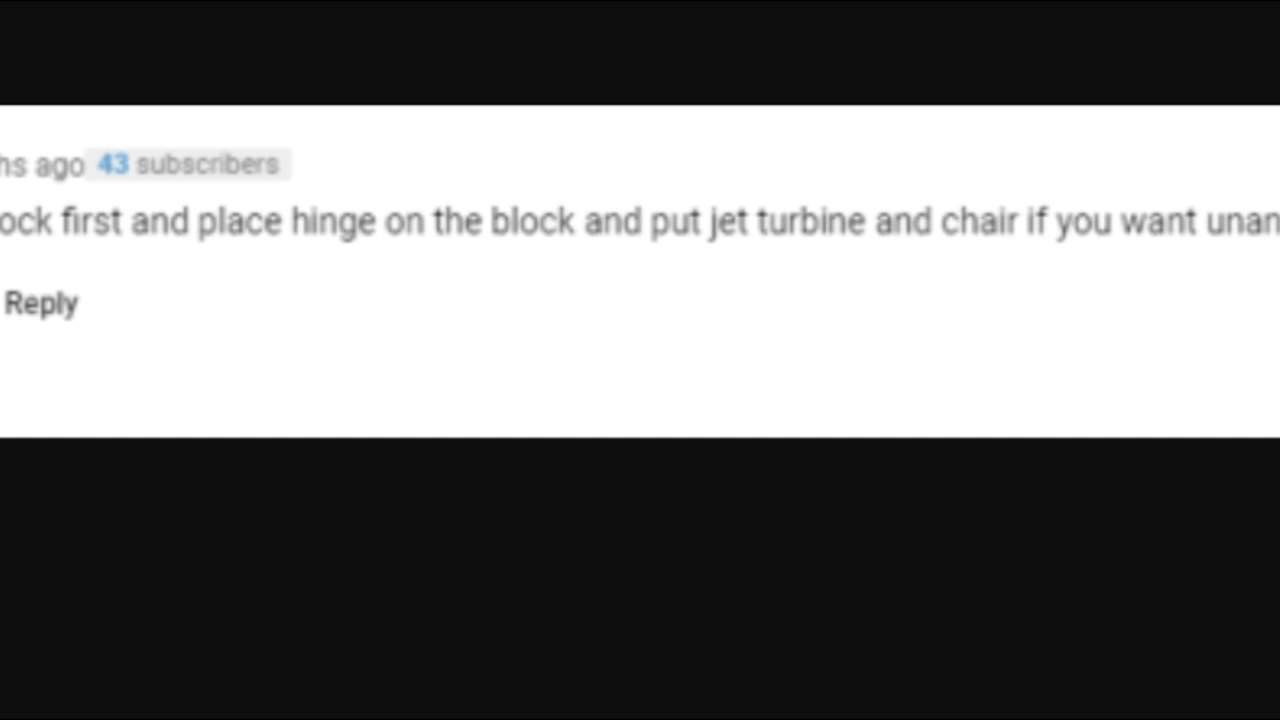 hs ago 43 subscribers
ock first and place hinge on the block and put jet turbine and chair if you want unan
Reply